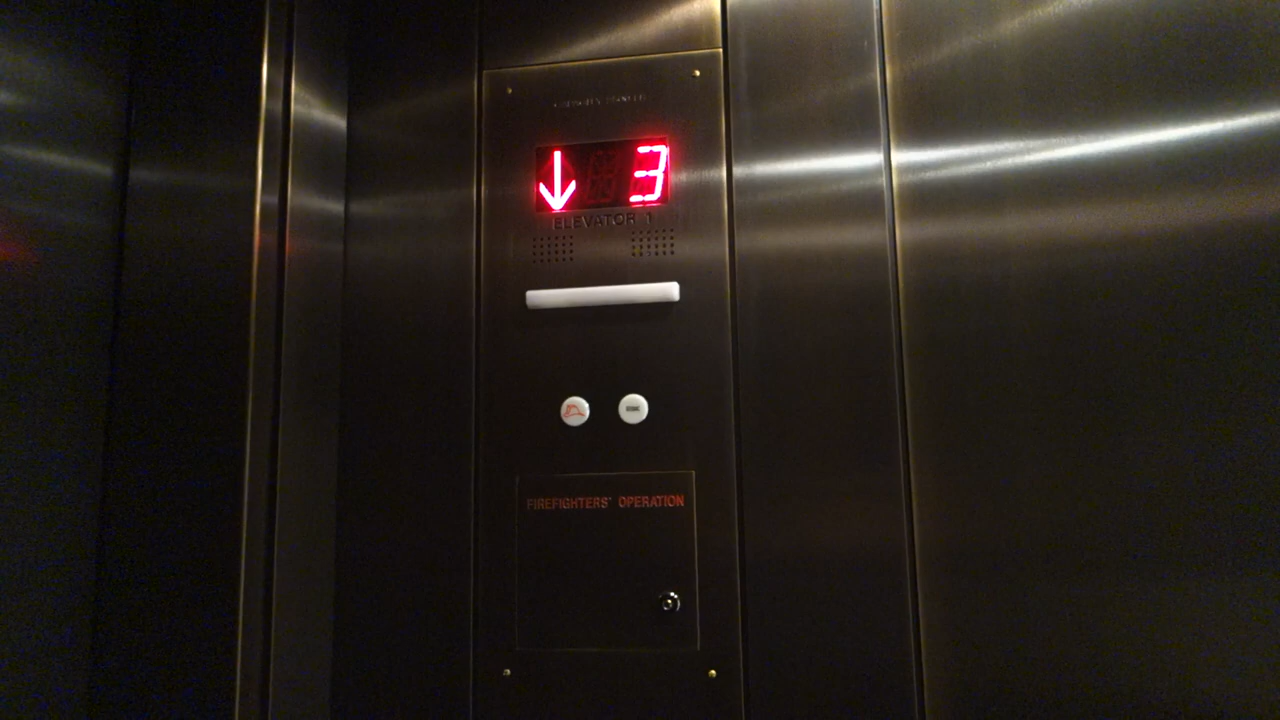 ↓ 3
ELEVATOR 1
FIREFIGHTERS' OPERATION